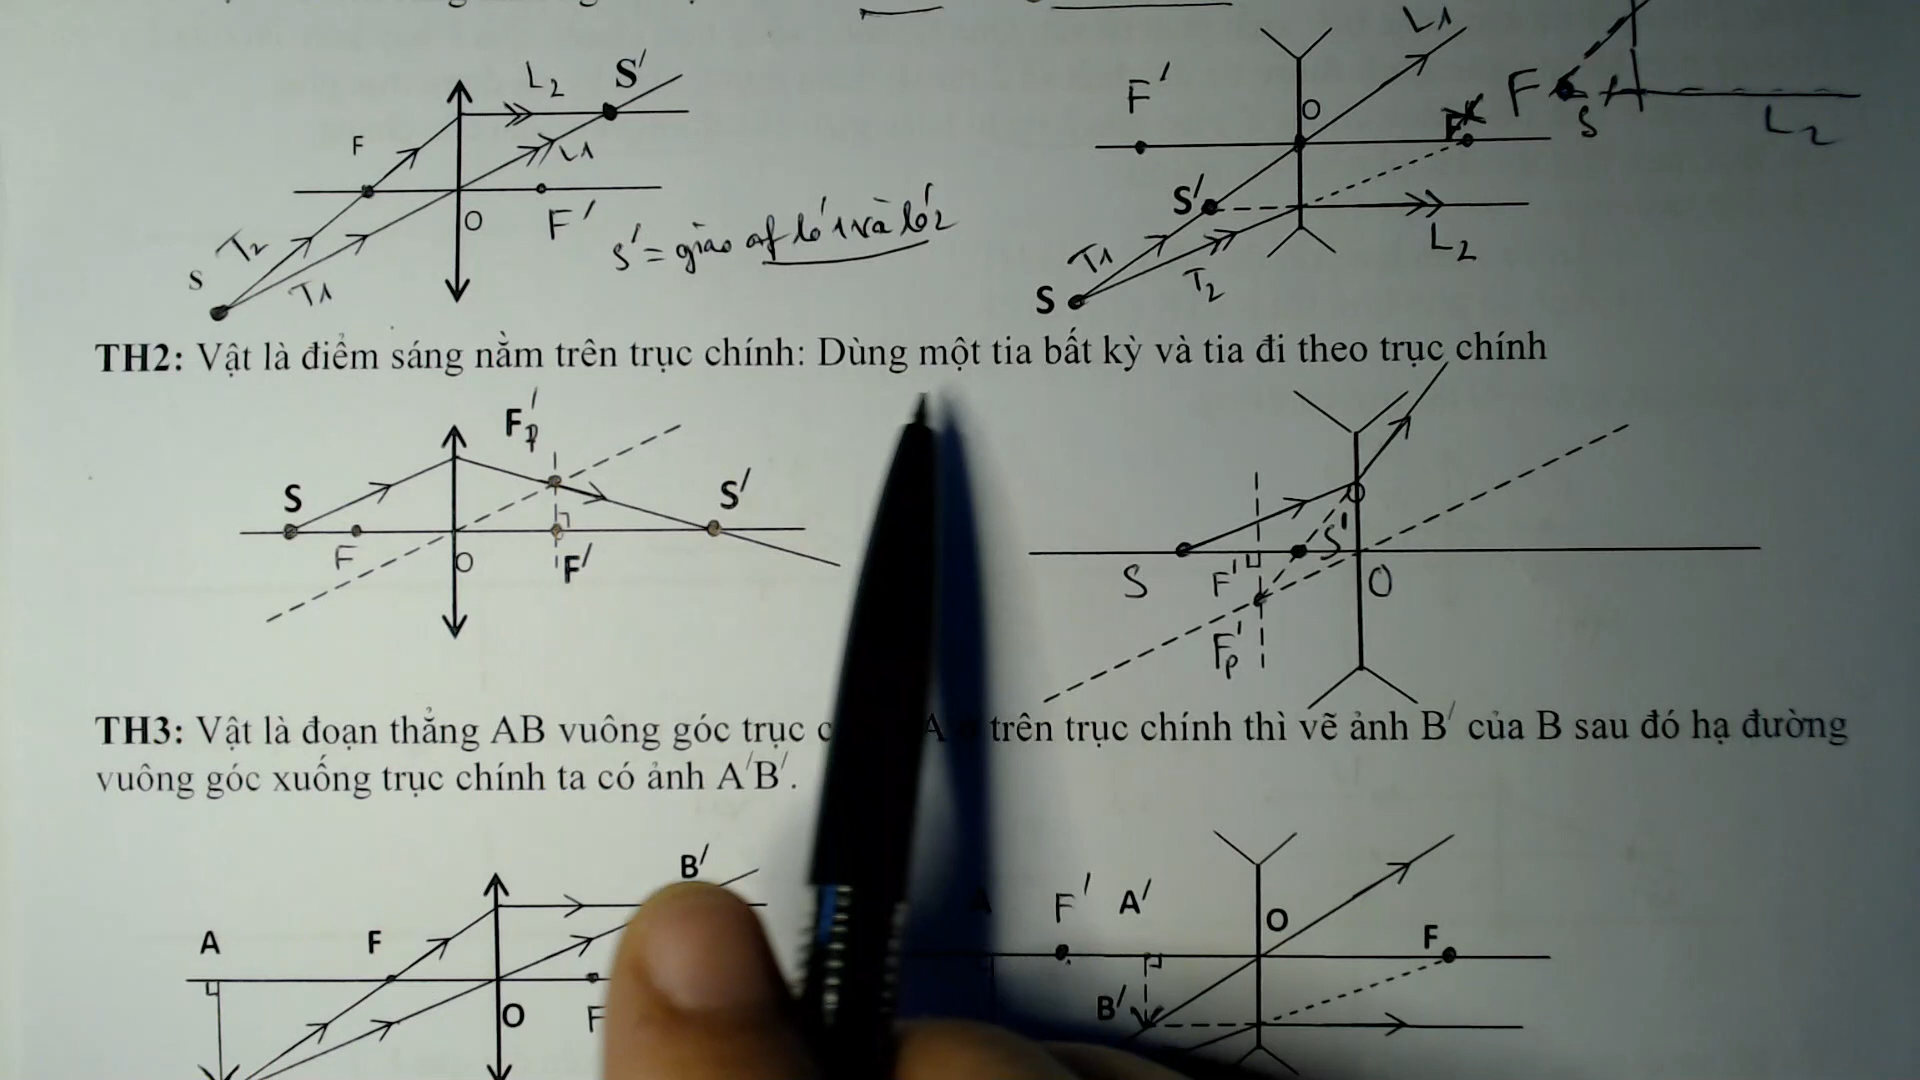 L2 S'
F
L1
O
F'
S' = giao of ló 1 và ló 2
T2
S
T1
L1
F'
O
F
S
L2
S'
T1
T2
L2
S
TH2: Vật là điểm sáng nằm trên trục chính: Dùng một tia bất kỳ và tia đi theo trục chính
Fp'
S
S'
F
O
F'
S'
S
F'
O
Fp'
TH3: Vật là đoạn thẳng AB vuông góc trục c A trên trục chính thì vẽ ảnh B' của B sau đó hạ đường
vuông góc xuống trục chính ta có ảnh A'B'.
B'
A
F
O
F
A
F'
A'
O
F
B'